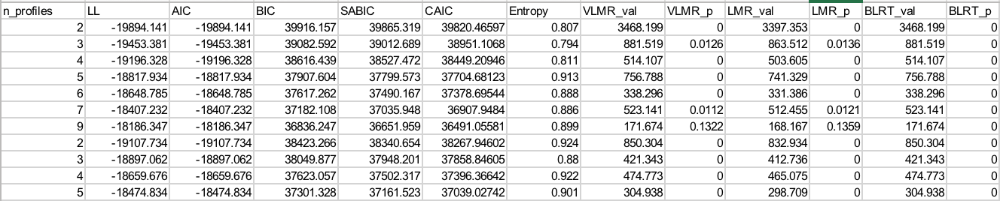 n_profiles LL AIC BIC SABIC CAIC Entropy VLMR_val VLMR_p LMR_val LMR_p BLRT_val BLRT_p
2 -19894.141 -19894.141 39916.157 39865.319 39820.46597 0.807 3468.199 0 3397.353 0 3468.199 0
3 -19453.381 -19453.381 39082.592 39012.689 38951.1068 0.794 881.519 0.0126 863.512 0.0136 881.519 0
4 -19196.328 -19196.328 38616.439 38527.472 38449.20946 0.811 514.107 0 503.605 0 514.107 0
5 -18817.934 -18817.934 37907.604 37799.573 37704.68123 0.913 756.788 0 741.329 0 756.788 0
6 -18648.785 -18648.785 37617.262 37490.167 37378.69544 0.888 338.296 0 331.386 0 338.296 0
7 -18407.232 -18407.232 37182.108 37035.948 36907.9484 0.886 523.141 0.0112 512.455 0.0121 523.141 0
9 -18186.347 -18186.347 36836.247 36651.959 36491.05581 0.899 171.674 0.1322 168.167 0.1359 171.674 0
2 -19107.734 -19107.734 38423.266 38340.654 38267.94602 0.924 850.304 0 832.934 0 850.304 0
3 -18897.062 -18897.062 38049.877 37948.201 37858.84605 0.88 421.343 0 412.736 0 421.343 0
4 -18659.676 -18659.676 37623.057 37502.317 37396.36642 0.922 474.773 0 465.075 0 474.773 0
5 -18474.834 -18474.834 37301.328 37161.523 37039.02742 0.901 304.938 0 298.709 0 304.938 0